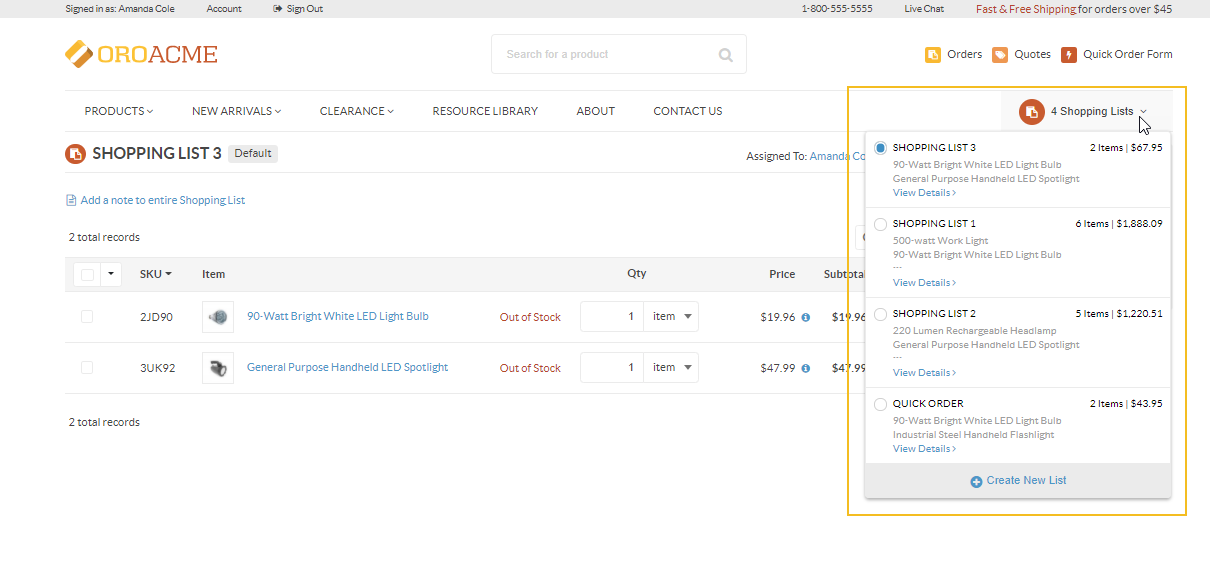 Signed in as: Amanda Cole Account Sign Out 1-800-555-5555 Live Chat Fast & Free Shipping for orders over $45
OROACME Search for a product Orders Quotes Quick Order Form
PRODUCTS NEW ARRIVALS CLEARANCE RESOURCE LIBRARY ABOUT CONTACT US 4 Shopping Lists
SHOPPING LIST 3 Default
Assigned To: Amanda Co
Add a note to entire Shopping List
2 total records
SKU Item Qty Price Subtotal
2JD90 90-Watt Bright White LED Light Bulb Out of Stock 1 item $19.96 $19.96
3UK92 General Purpose Handheld LED Spotlight Out of Stock 1 item $47.99 $47.99
2 total records
SHOPPING LIST 3 2 Items | $67.95
90-Watt Bright White LED Light Bulb
General Purpose Handheld LED Spotlight
View Details
SHOPPING LIST 1 6 Items | $1,888.09
500-watt Work Light
90-Watt Bright White LED Light Bulb
...
View Details
SHOPPING LIST 2 5 Items | $1,220.51
220 Lumen Rechargeable Headlamp
General Purpose Handheld LED Spotlight
...
View Details
QUICK ORDER 2 Items | $43.95
90-Watt Bright White LED Light Bulb
Industrial Steel Handheld Flashlight
View Details
Create New List